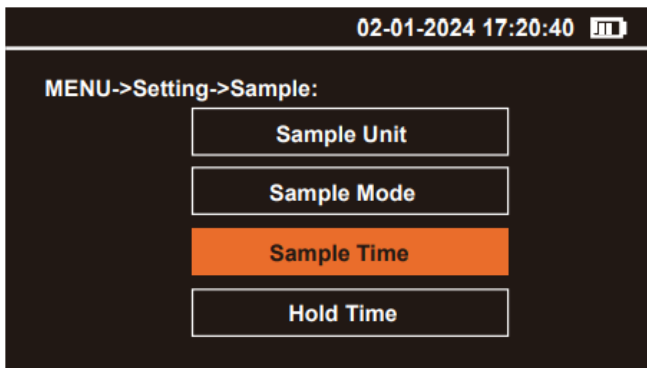 02-01-2024 17:20:40
MENU->Setting->Sample:
Sample Unit
Sample Mode
Sample Time
Hold Time